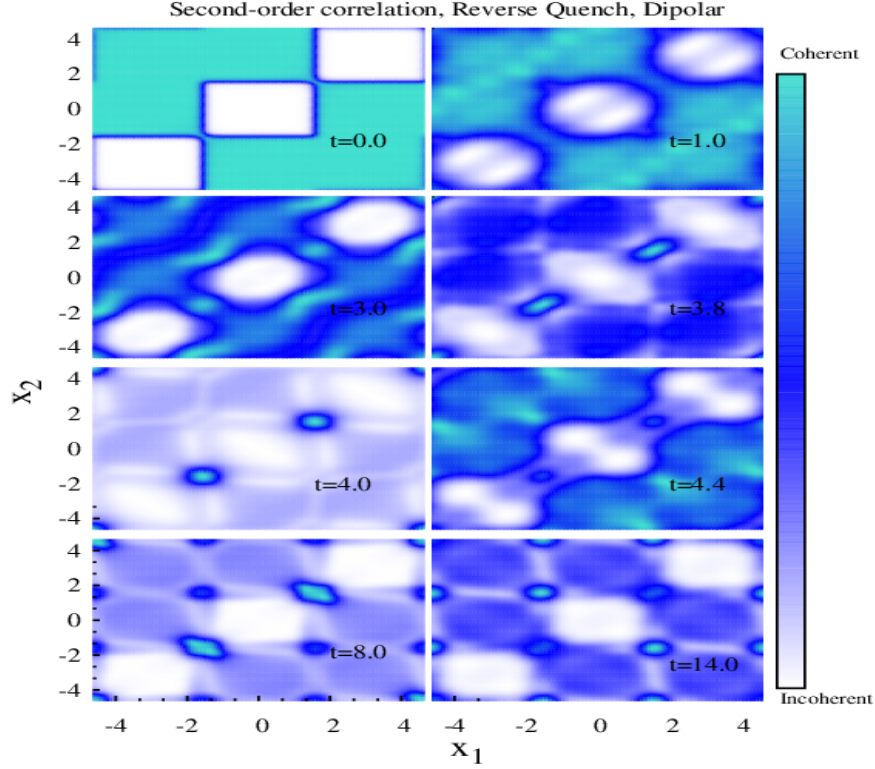 Second-order correlation, Reverse Quench, Dipolar
Coherent
4
2
0
-2
-4
t=0.0
t=1.0
4
2
0
-2
-4
t=3.0
t=3.8
x2
4
2
0
-2
-4
t=4.0
t=4.4
4
2
0
-2
-4
t=8.0
t=14.0
Incoherent
-4 -2 0 2 4 -4 -2 0 2 4
x1